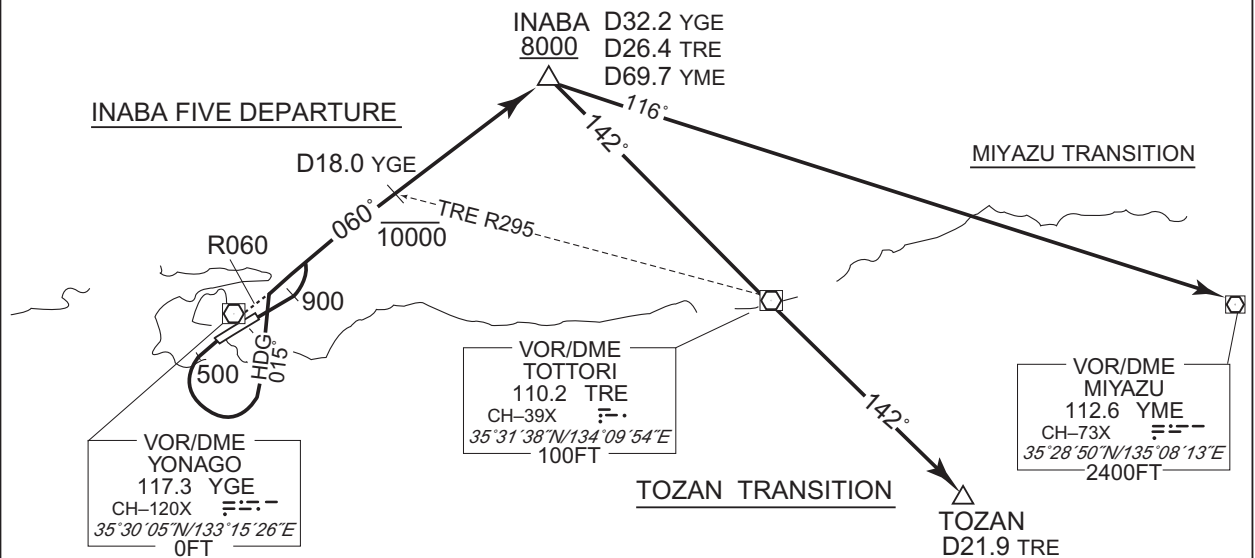 INABA D32.2 YGE
8000 D26.4 TRE
D69.7 YME
INABA FIVE DEPARTURE
116°
142°
D18.0 YGE
MIYAZU TRANSITION
060°
TRE R295
10000
R060
900
HDG 015°
500
VOR/DME
TOTTORI
110.2 TRE
CH–39X
35°31´38˝N/134°09´54˝E
100FT
VOR/DME
MIYAZU
112.6 YME
CH–73X
35°28´50˝N/135°08´13˝E
2400FT
142°
VOR/DME
YONAGO
117.3 YGE
CH–120X
35°30´05˝N/133°15´26˝E
0FT
TOZAN TRANSITION
TOZAN
D21.9 TRE